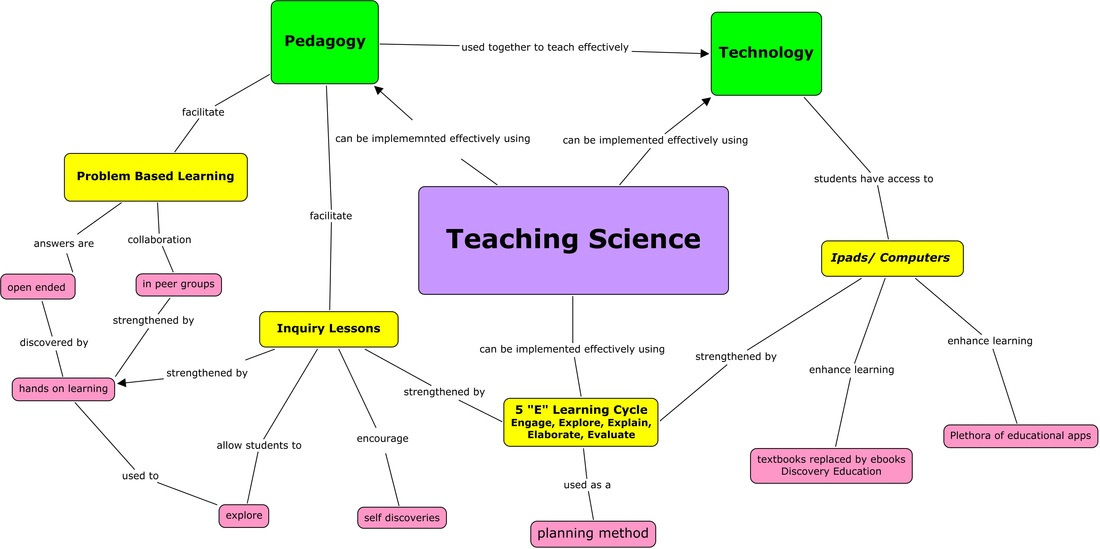 Pedagogy
used together to teach effectively
Technology
facilitate
can be implememnted effectively using
can be implemented effectively using
Problem Based Learning
students have access to
facilitate
Teaching Science
answers are
collaboration
Ipads/ Computers
open ended
in peer groups
strengthened by
Inquiry Lessons
discovered by
can be implemented effectively using
strengthened by
enhance learning
strengthened by
enhance learning
hands on learning
strengthened by
5 "E" Learning Cycle
Engage, Explore, Explain,
Elaborate, Evaluate
allow students to
encourage
Plethora of educational apps
textbooks replaced by ebooks
Discovery Education
used to
used as a
explore
self discoveries
planning method